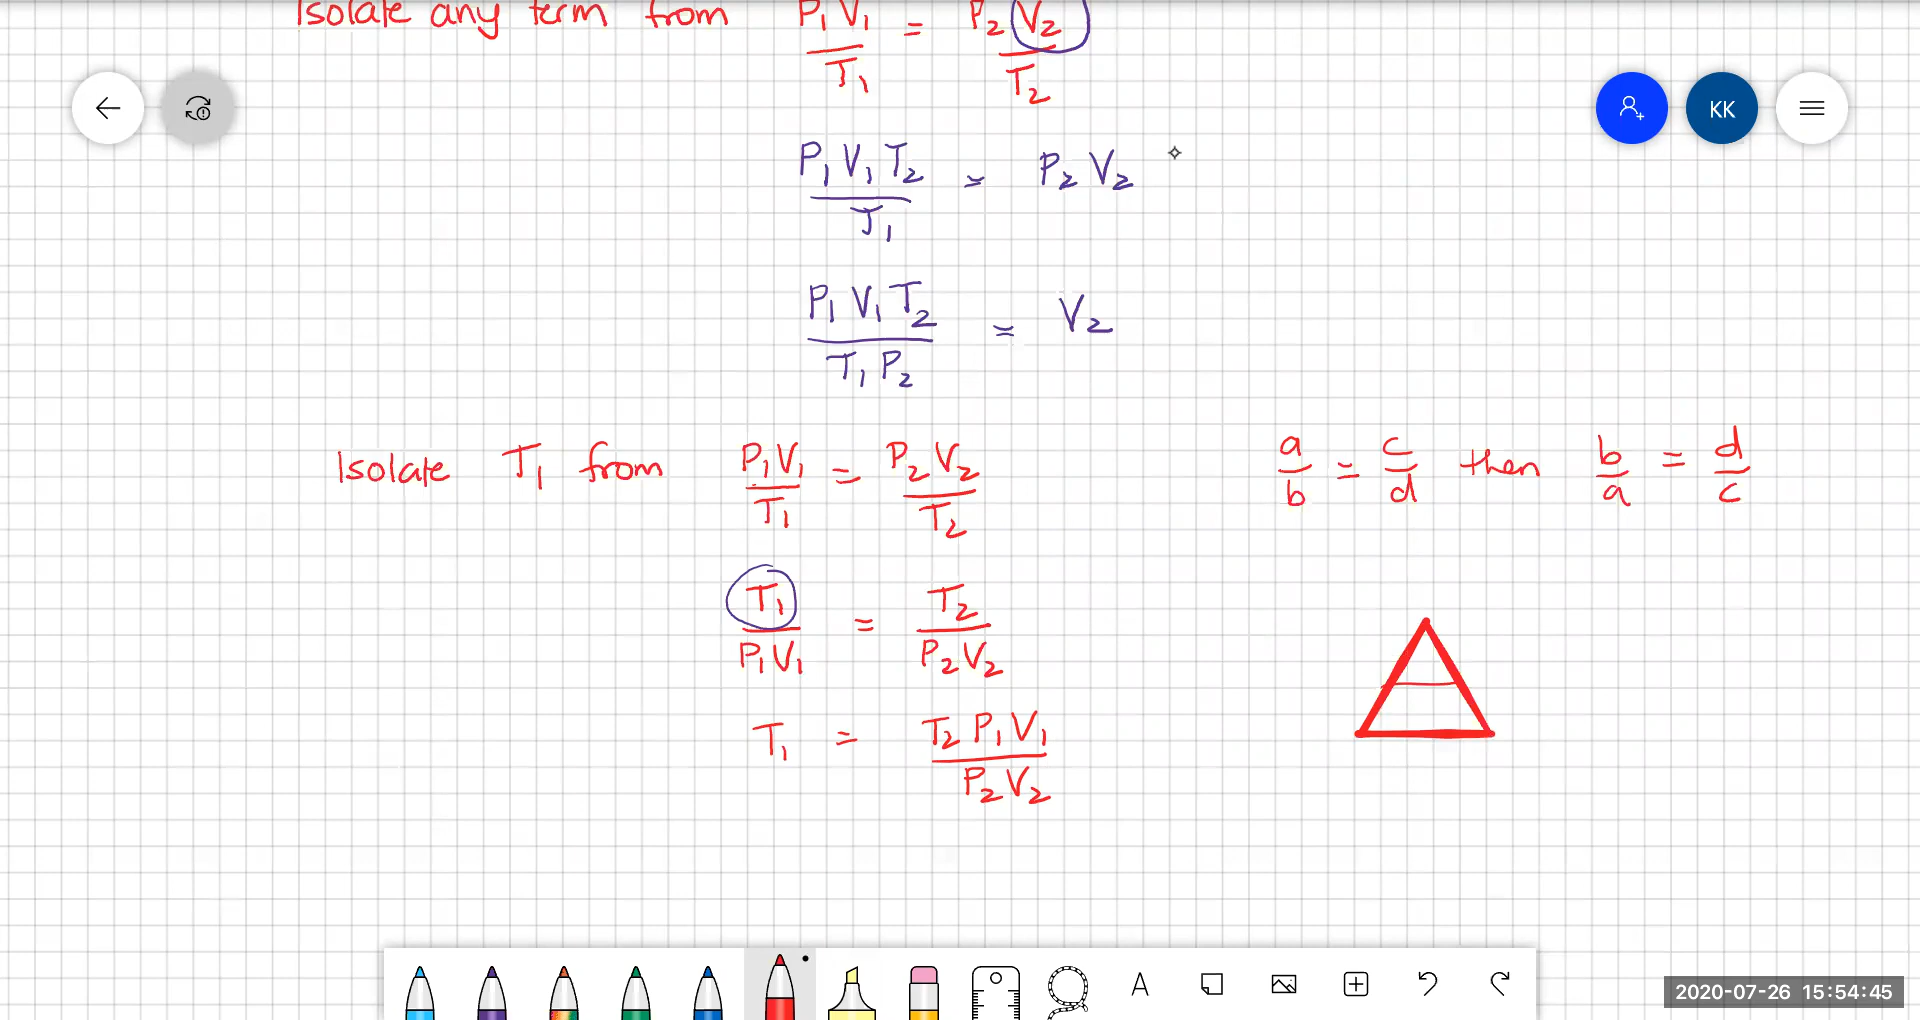 Isolate any term from P₁V₁/T₁ = P₂V₂/T₂
KK
P₁V₁T₂/T₁ = P₂V₂
P₁V₁T₂/T₁P₂ = V₂
Isolate T₁ from P₁V₁/T₁ = P₂V₂/T₂
a/b = c/d then b/a = d/c
T₁/P₁V₁ = T₂/P₂V₂
T₁ = T₂P₁V₁/P₂V₂
A
2020-07-26 15:54:45